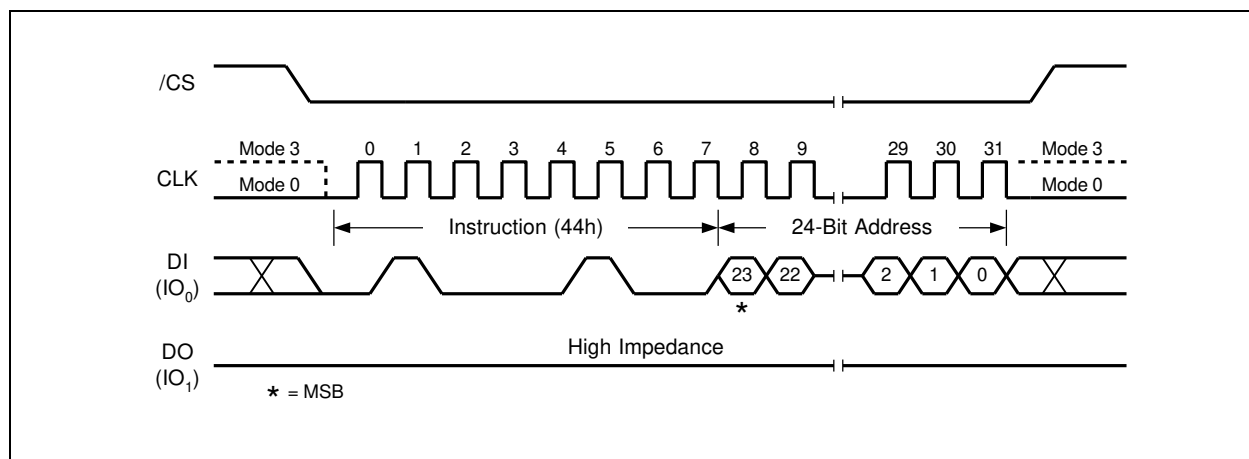 /CS
Mode 3 0 1 2 3 4 5 6 7 8 9 29 30 31 Mode 3
CLK Mode 0 Mode 0
Instruction (44h) 24-Bit Address
DI
(IO0)
23 22 2 1 0
*
High Impedance
DO
(IO1)
* = MSB